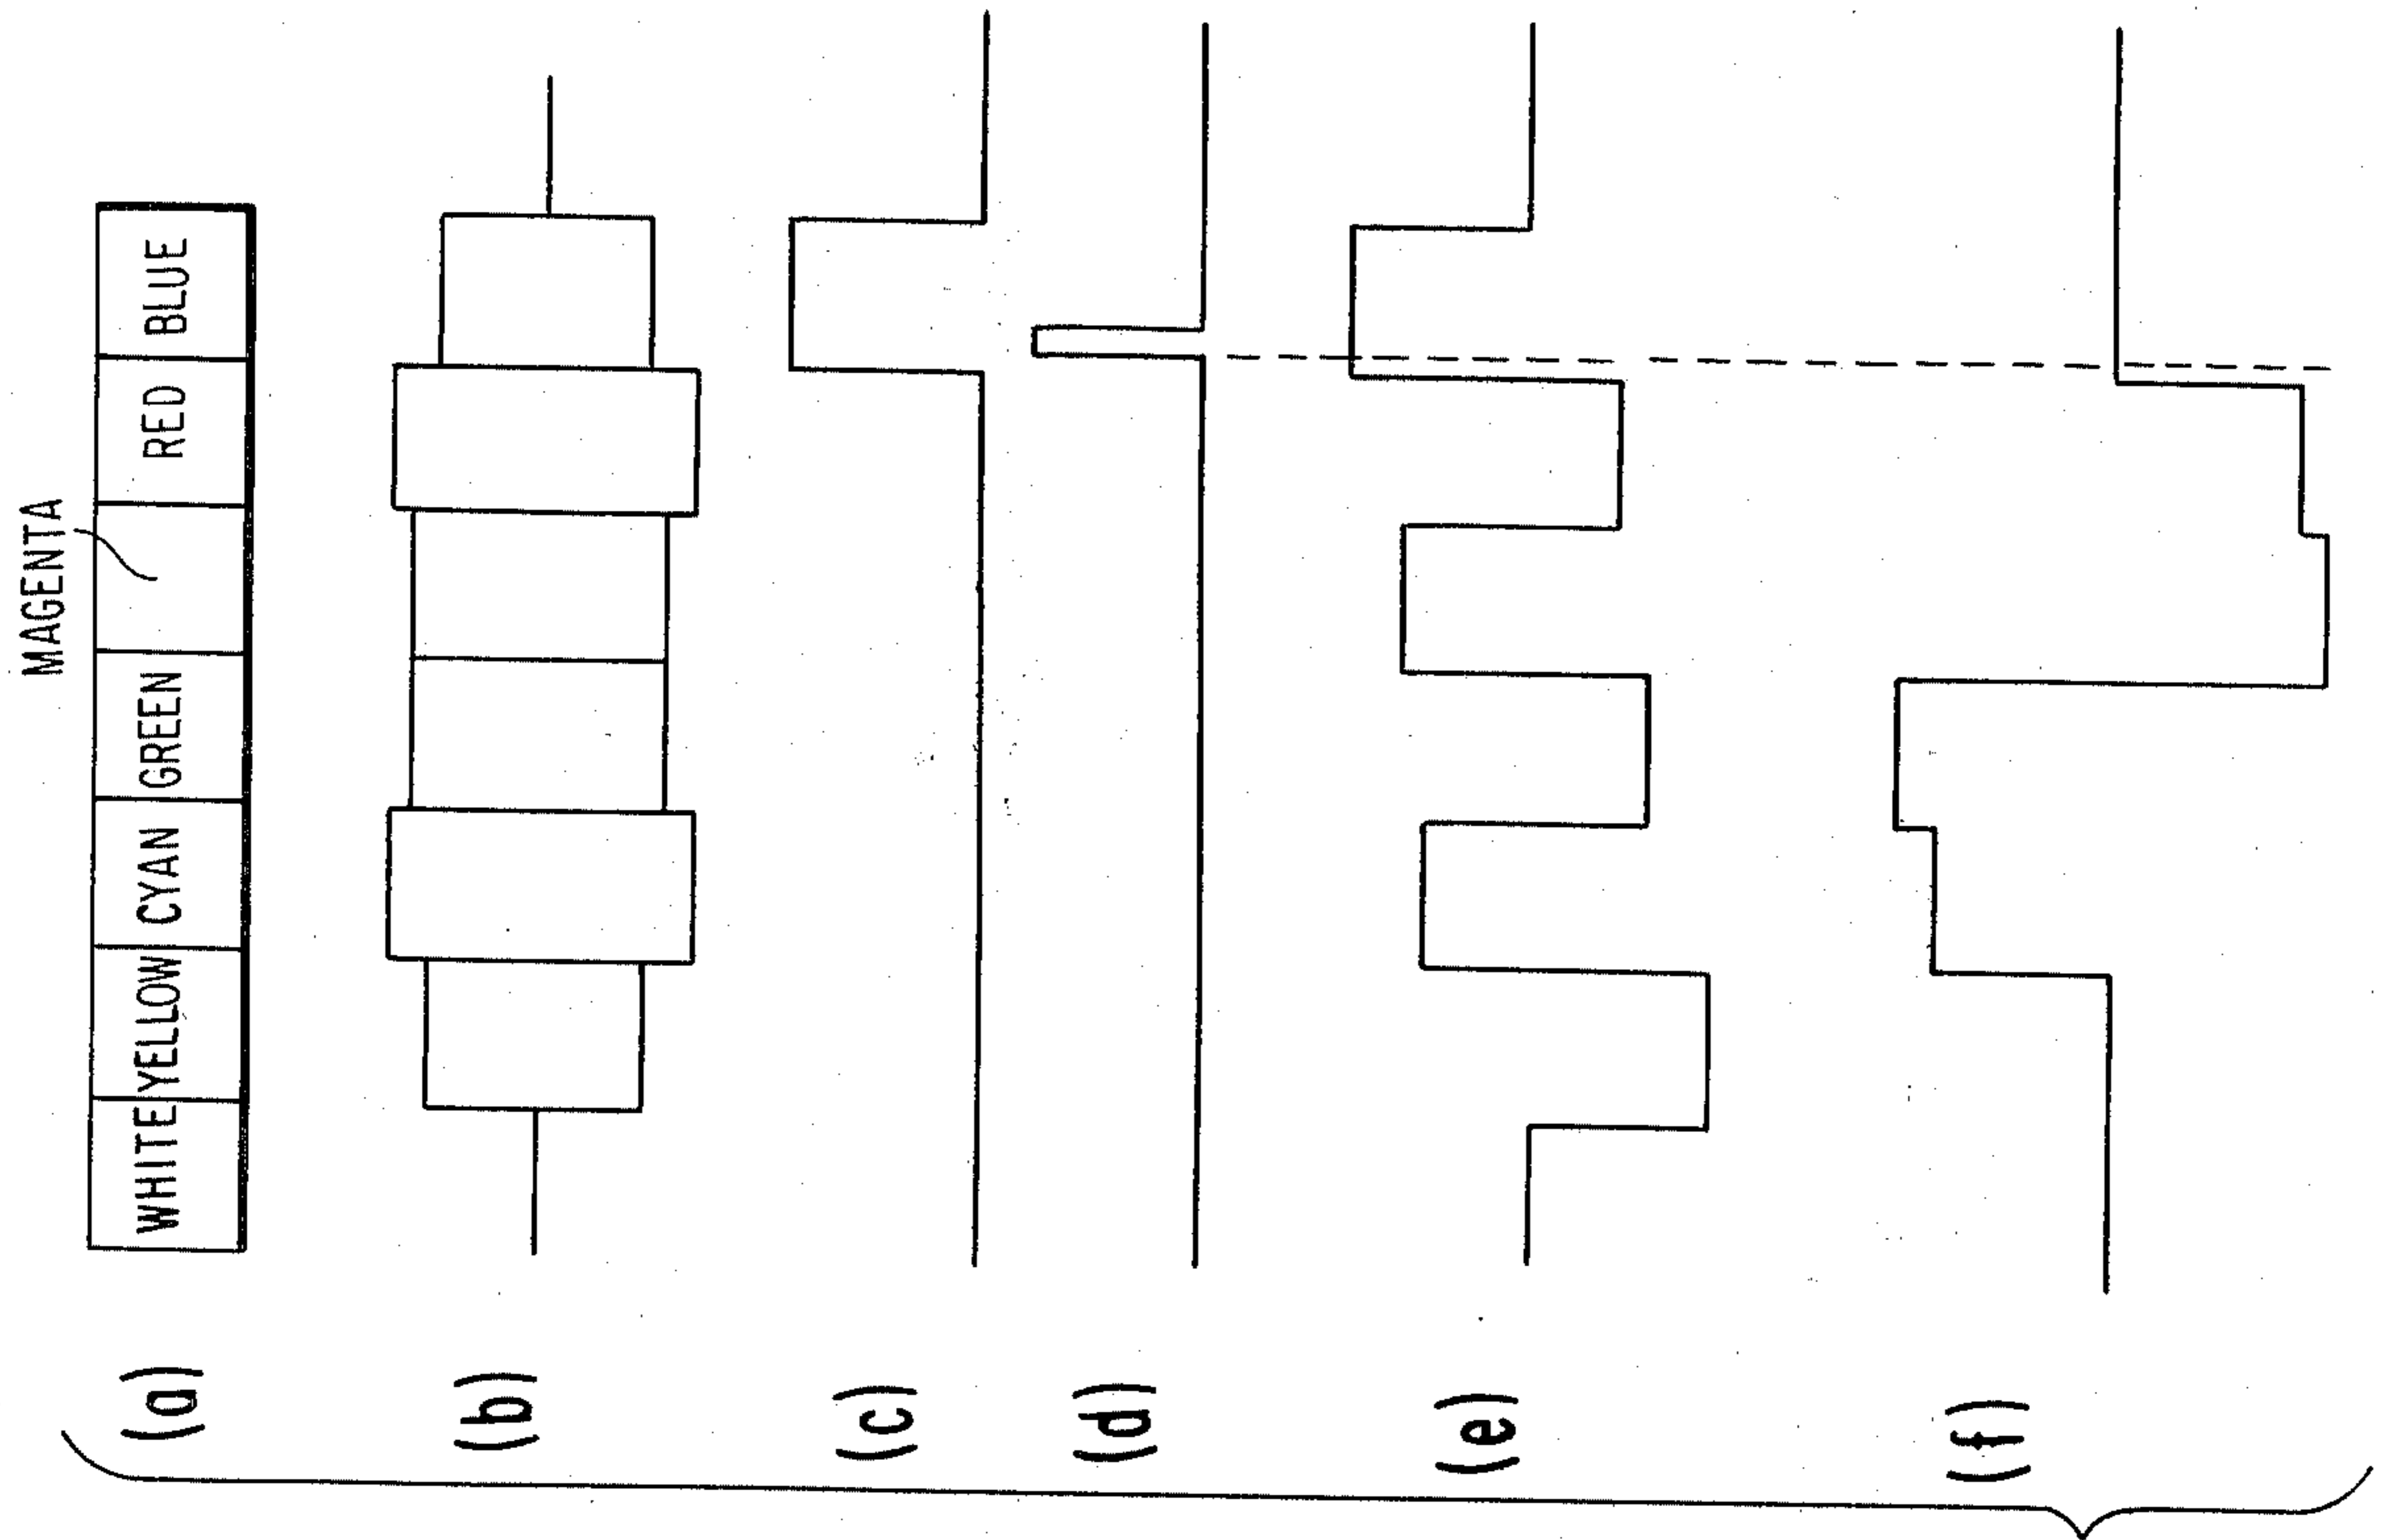 MAGENTA
(a) WHITE YELLOW CYAN GREEN RED BLUE
(b)
(c)
(d)
(e)
(f)